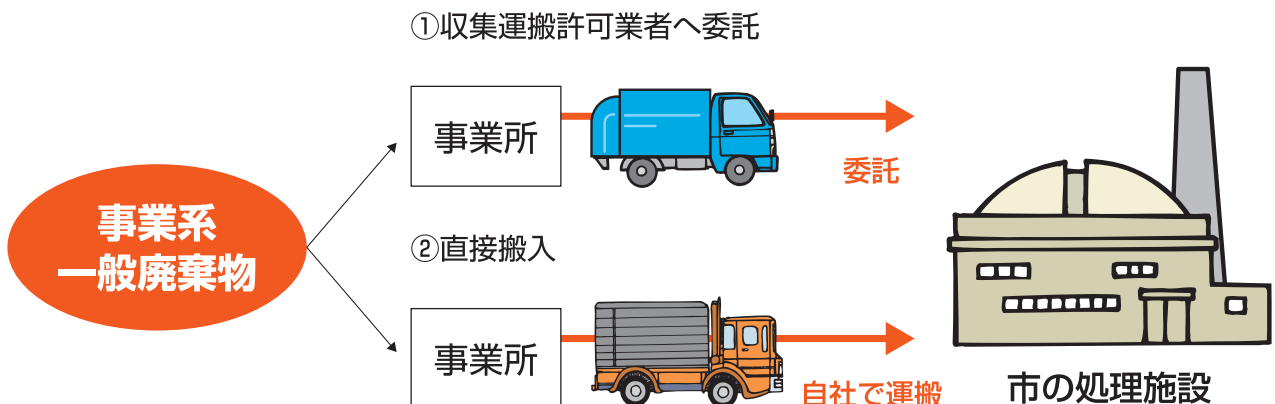 ①収集運搬許可業者へ委託
事業所
委託
事業系
一般廃棄物
②直接搬入
事業所
自社で運搬
市の処理施設